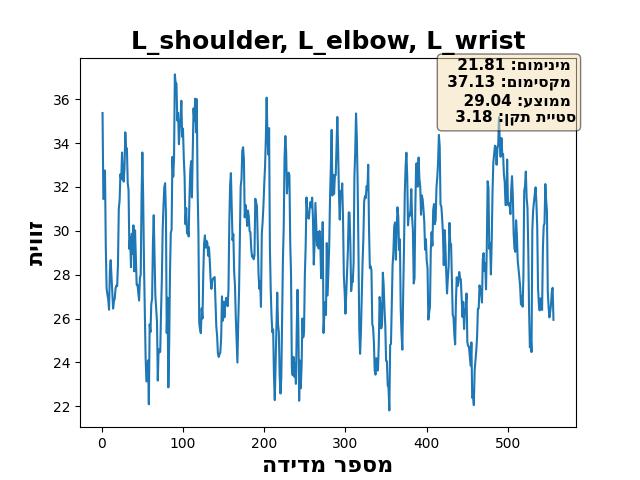 L_shoulder, L_elbow, L_wrist
מינימום: 21.81
מקסימום: 37.13
ממוצע: 29.04
סטיית תקן: 3.18
זווית
36
34
32
30
28
26
24
22
0 100 200 300 400 500
מספר מדידה